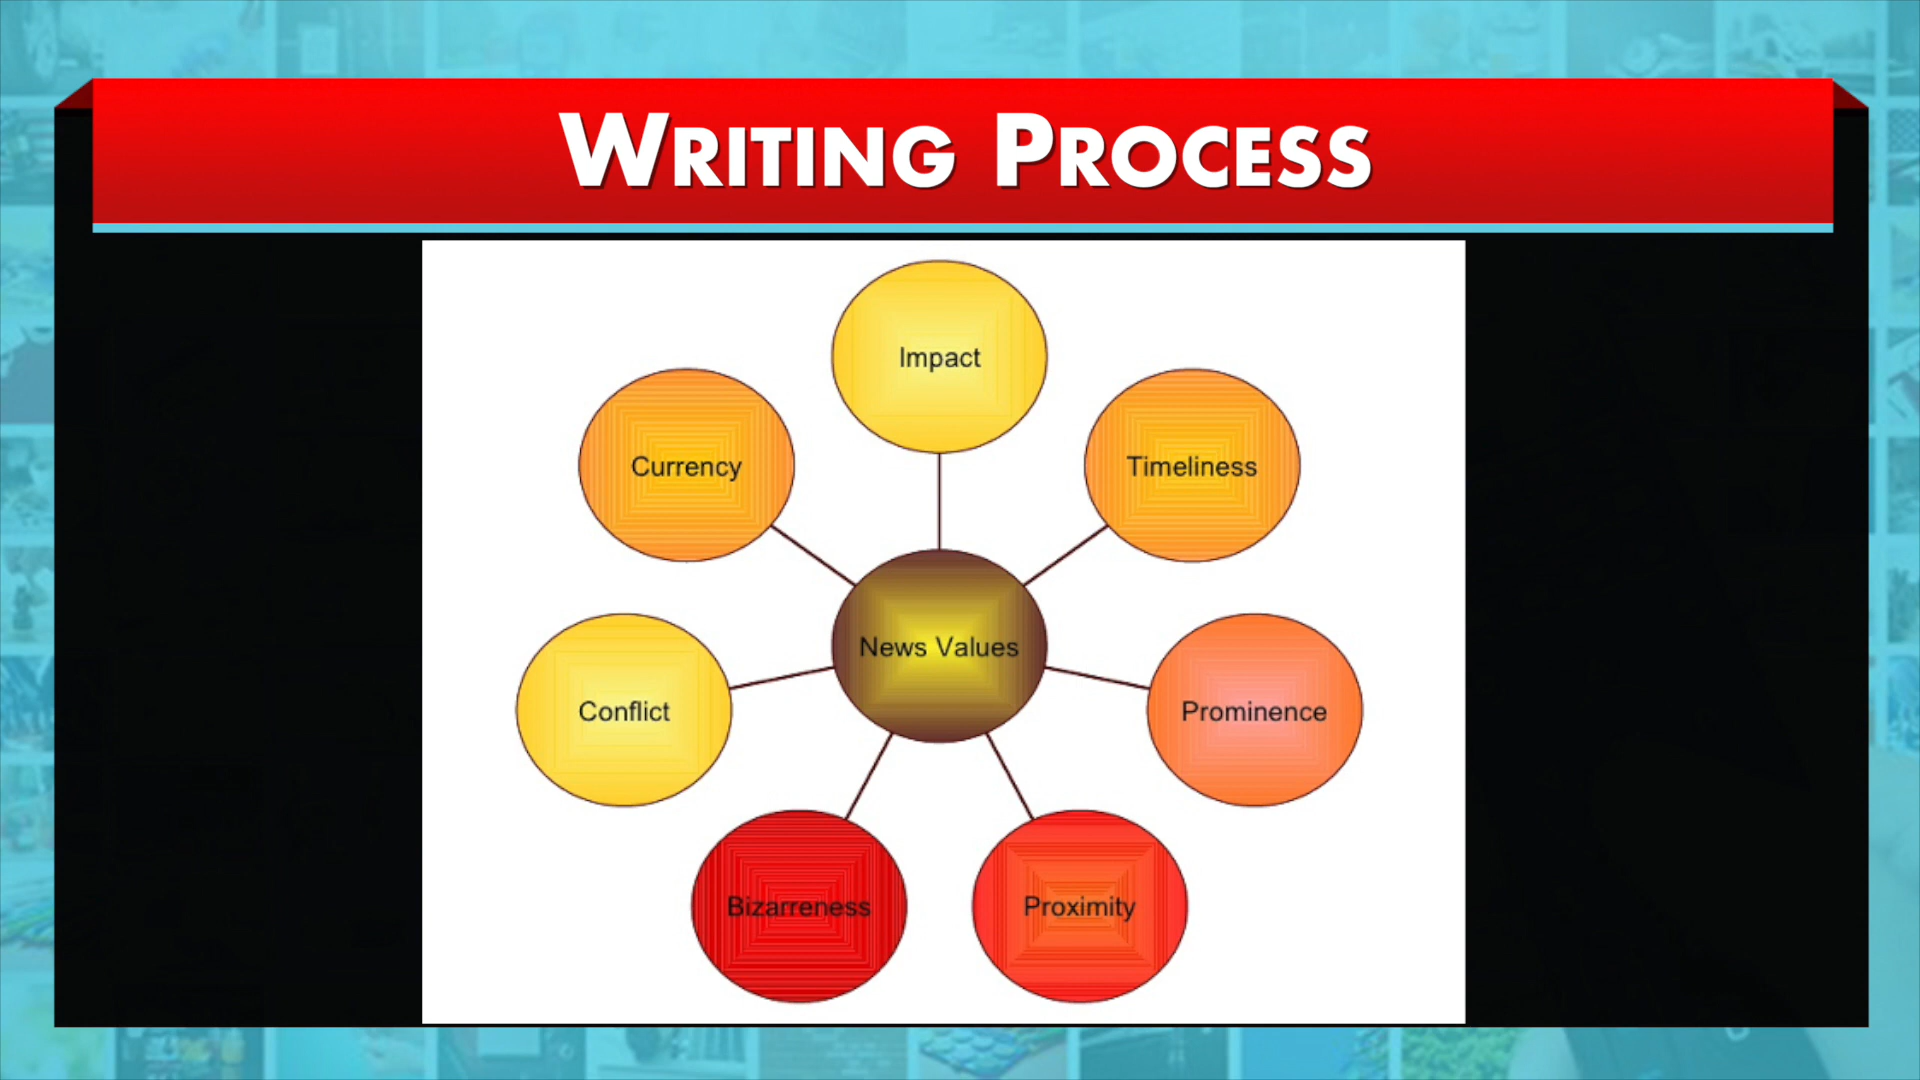 WRITING PROCESS
Impact
Currency
Timeliness
News Values
Conflict
Prominence
Bizarreness
Proximity